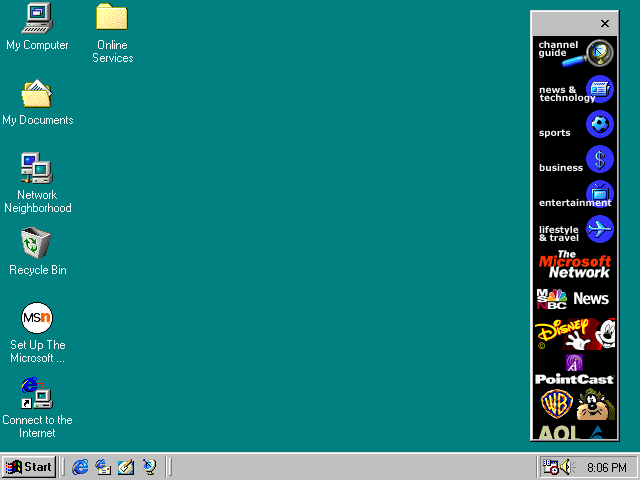 My Computer
Online
Services
My Documents
Network
Neighborhood
Recycle Bin
msn
Set Up The
Microsoft ...
Connect to the
Internet
channel
guide
news &
technology
sports
business
entertainment
lifestyle
& travel
The
Microsoft
Network
MSNBC News
Disney
©
PointCast
WB
AOL
Start
8:06 PM